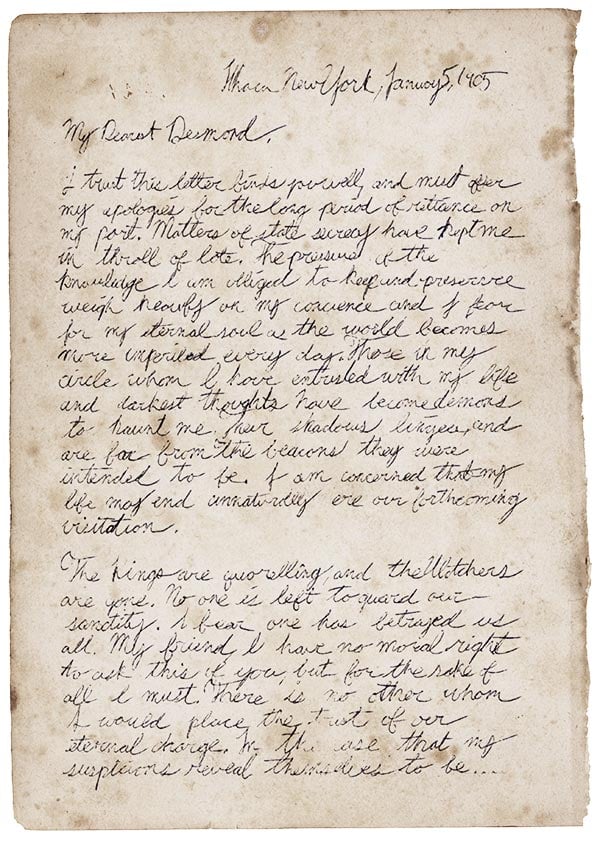 Ithaca New York, January 5, 1905
My Dearest Desmond,
I trust this letter finds you well, and must offer
my apologies for the long period of reticence on
my part. Matters of state secrecy have kept me
in throll of late. The pressure of the
knowledge I am obliged to keep and preserve
weigh heavily on my concience and I fear
for my eternal soul as the world becomes
more imperiled every day. Those in my
circle whom I have entrusted with my life
and darkest thoughts have become demons
to haunt me. Their shadows linger, and
are far from the beacons they were
intended to be. I am concerned that my
life may end unnaturally ere our forthcoming
visitation.
The Kings are quorelling, and the Watchers
are gone. No one is left to guard our
sanctity. I fear one has betrayed us
all. My friend, I have no moral right
to ask this of you, but for the sake of
all I must. There is no other whom
I would place the trust of our
eternal charge. In the case that my
suspicions reveal themselves to be....